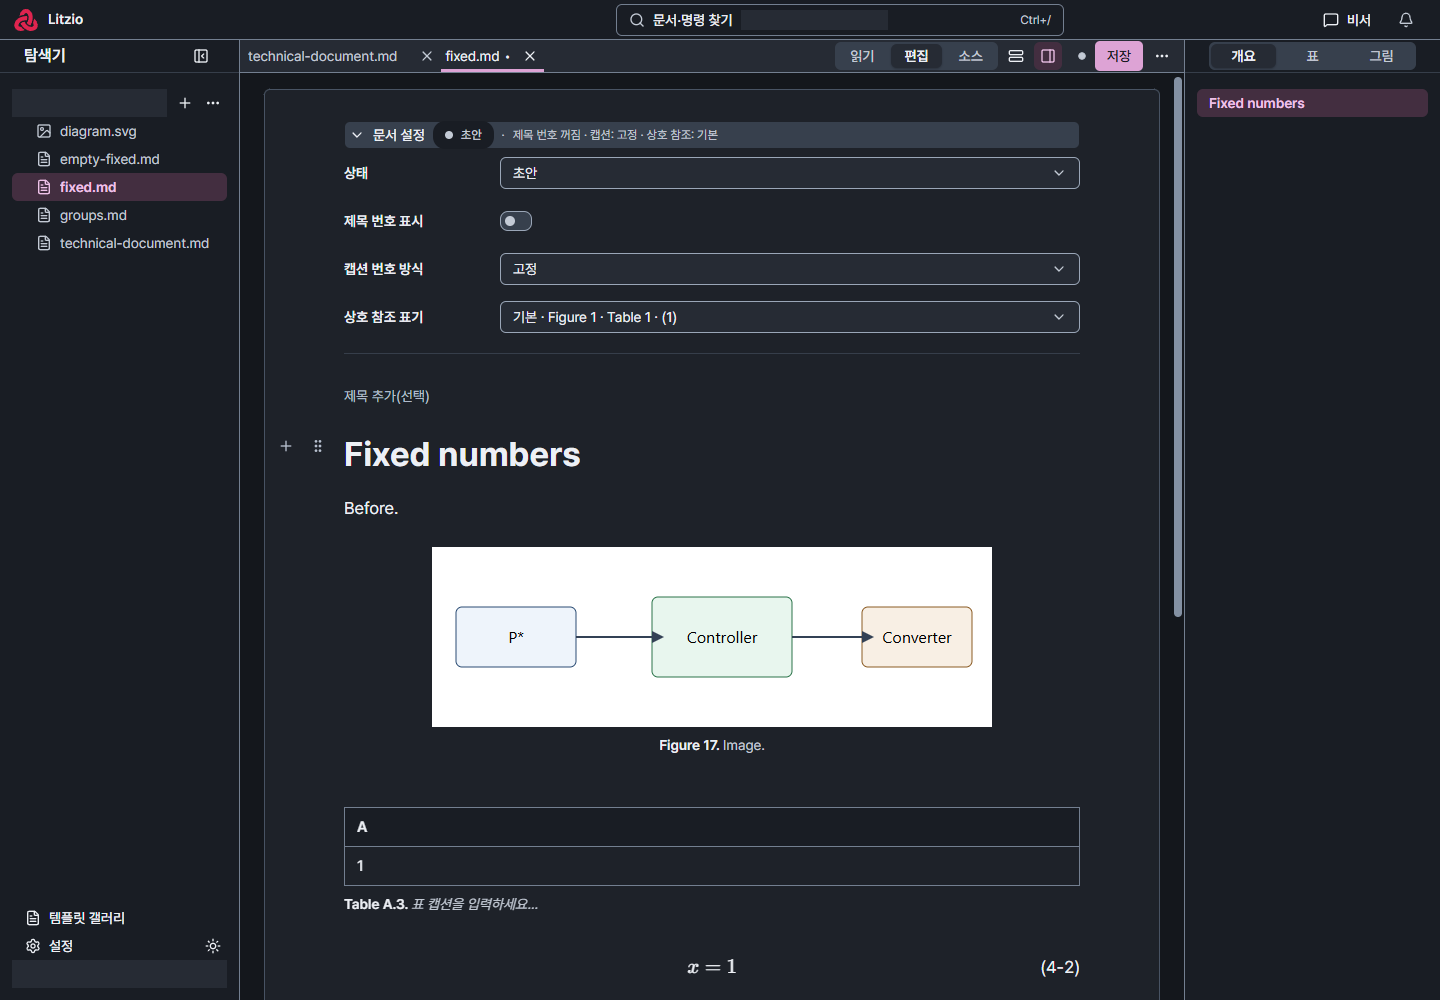 Litzio
문서·명령 찾기
Ctrl+/
비서
탐색기
technical-document.md
fixed.md •
읽기
편집
소스
저장
개요
표
그림
diagram.svg
empty-fixed.md
fixed.md
groups.md
technical-document.md
템플릿 갤러리
설정
문서 설정
초안
· 제목 번호 꺼짐 · 캡션: 고정 · 상호 참조: 기본
상태
초안
제목 번호 표시
캡션 번호 방식
고정
상호 참조 표기
기본 · Figure 1 · Table 1 · (1)
제목 추가(선택)
Fixed numbers
Before.
P*
Controller
Converter
Figure 17. Image.
A
1
Table A.3. 표 캡션을 입력하세요...
x = 1
(4-2)
Fixed numbers